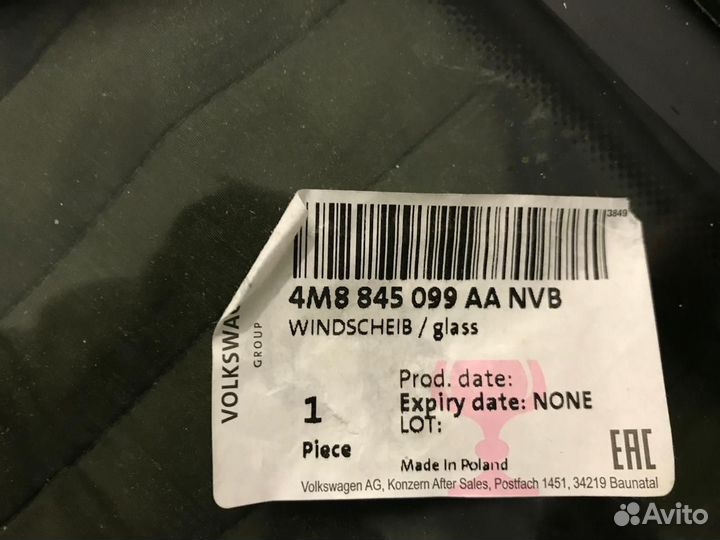 3849
4M8 845 099 AA NVB
WINDSCHEIB / glass
VOLKSWAG
GROUP
Prod. date:
Expiry date: NONE
LOT:
1
Piece
Made In Poland
EAC
Volkswagen AG, Konzern After Sales, Postfach 1451, 34219 Baunatal
Avito